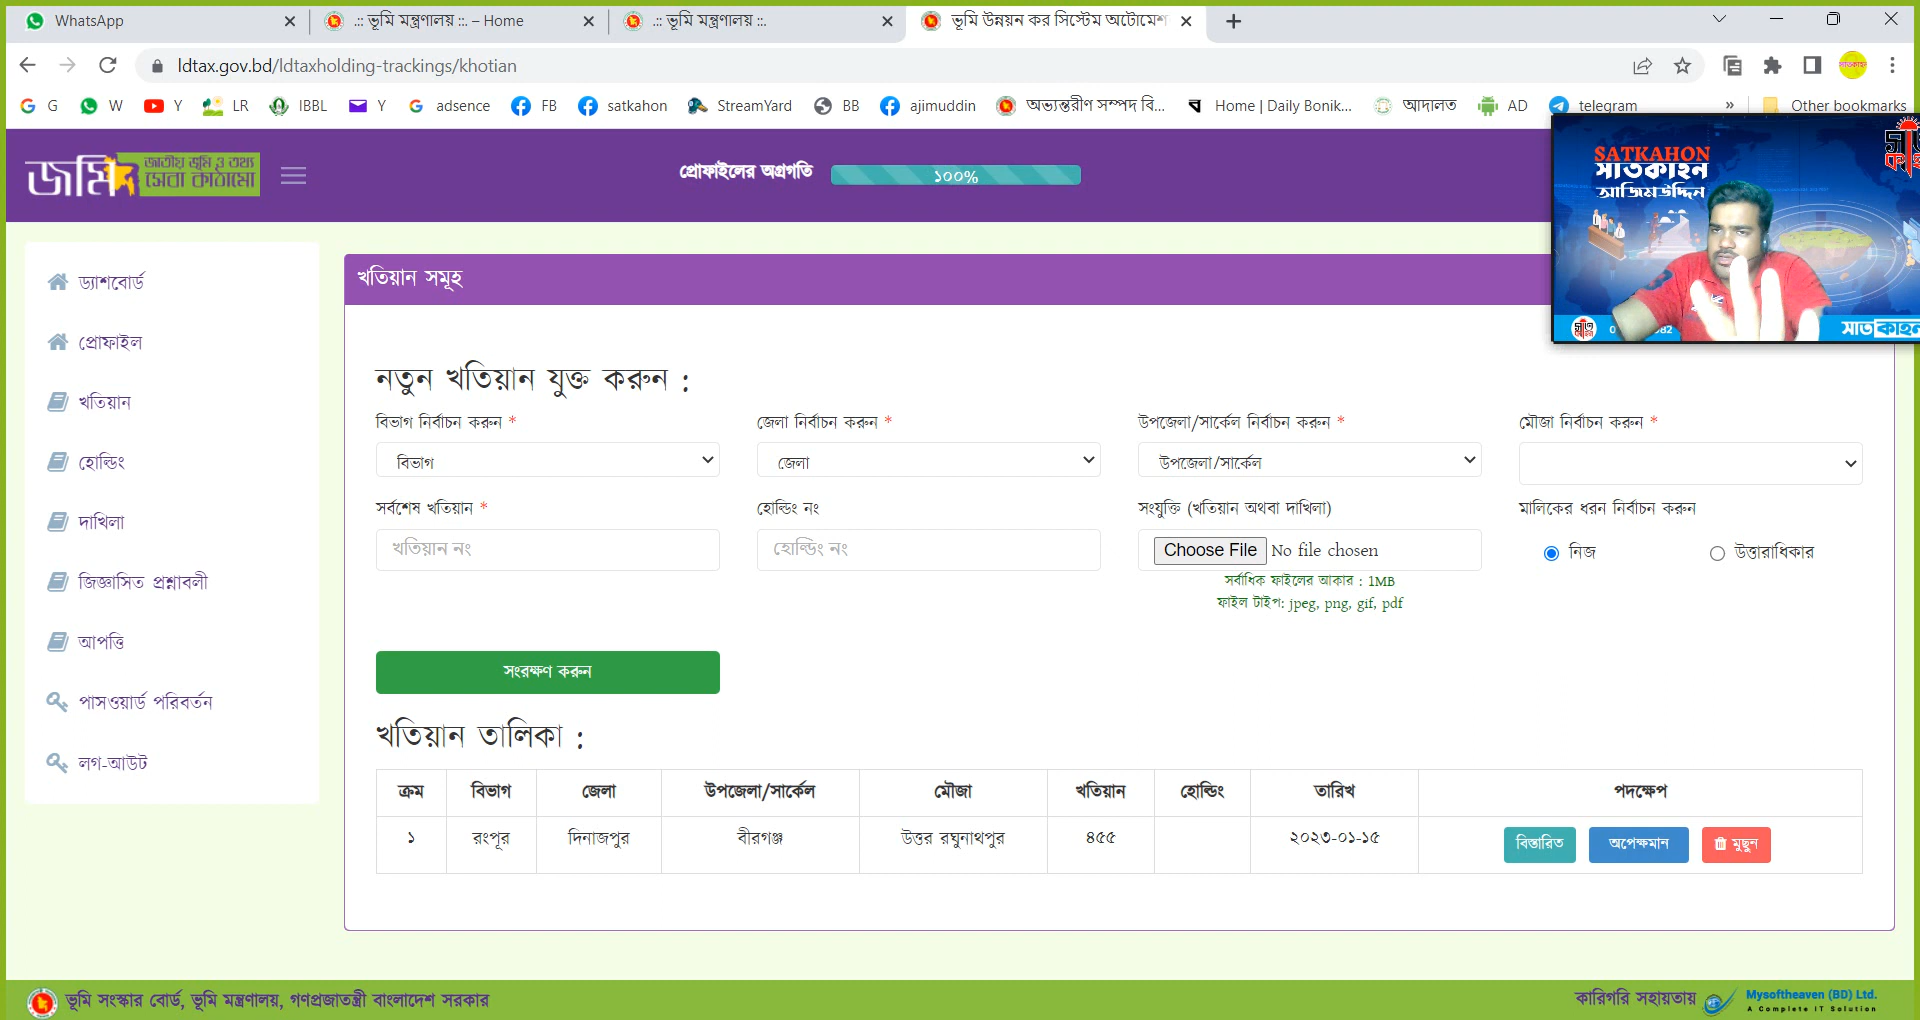 WhatsApp
.:: ভূমি মন্ত্রণালয় ::. – Home
.:: ভূমি মন্ত্রণালয় ::.
ভূমি উন্নয়ন কর সিস্টেম অটোমেশ
ldtax.gov.bd/ldtaxholding-trackings/khotian
G W Y LR IBBL Y adsence FB satkahon StreamYard BB ajimuddin অভ্যন্তরীণ সম্পদ বি... Home | Daily Bonik... আদালত AD telegram » Other bookmarks
জমি জাতীয় ভূমি ও তথ্য
সেবা কাঠামো
প্রোফাইলের অগ্রগতি ১০০%
SATKAHON
সাতকাহন
আজিমউদ্দিন
সাতকাহন
ড্যাশবোর্ড
প্রোফাইল
খতিয়ান
হোল্ডিং
দাখিলা
জিজ্ঞাসিত প্রশ্নাবলী
আপত্তি
পাসওয়ার্ড পরিবর্তন
লগ-আউট
খতিয়ান সমূহ
নতুন খতিয়ান যুক্ত করুন :
বিভাগ নির্বাচন করুন * জেলা নির্বাচন করুন * উপজেলা/সার্কেল নির্বাচন করুন * মৌজা নির্বাচন করুন *
বিভাগ জেলা উপজেলা/সার্কেল
সর্বশেষ খতিয়ান * হোল্ডিং নং সংযুক্তি (খতিয়ান অথবা দাখিলা) মালিকের ধরন নির্বাচন করুন
খতিয়ান নং হোল্ডিং নং Choose File No file chosen নিজ উত্তারাধিকার
সর্বাধিক ফাইলের আকার : 1MB
ফাইল টাইপ: jpeg, png, gif, pdf
সংরক্ষণ করুন
খতিয়ান তালিকা :
ক্রম বিভাগ জেলা উপজেলা/সার্কেল মৌজা খতিয়ান হোল্ডিং তারিখ পদক্ষেপ
১ রংপুর দিনাজপুর বীরগঞ্জ উত্তর রঘুনাথপুর ৪৫৫ ২০২৩-০১-১৫ বিস্তারিত অপেক্ষমান মুছুন
ভূমি সংস্কার বোর্ড, ভূমি মন্ত্রণালয়, গণপ্রজাতন্ত্রী বাংলাদেশ সরকার
কারিগরি সহায়তায় Mysoftheaven (BD) Ltd.
A Complete IT Solution